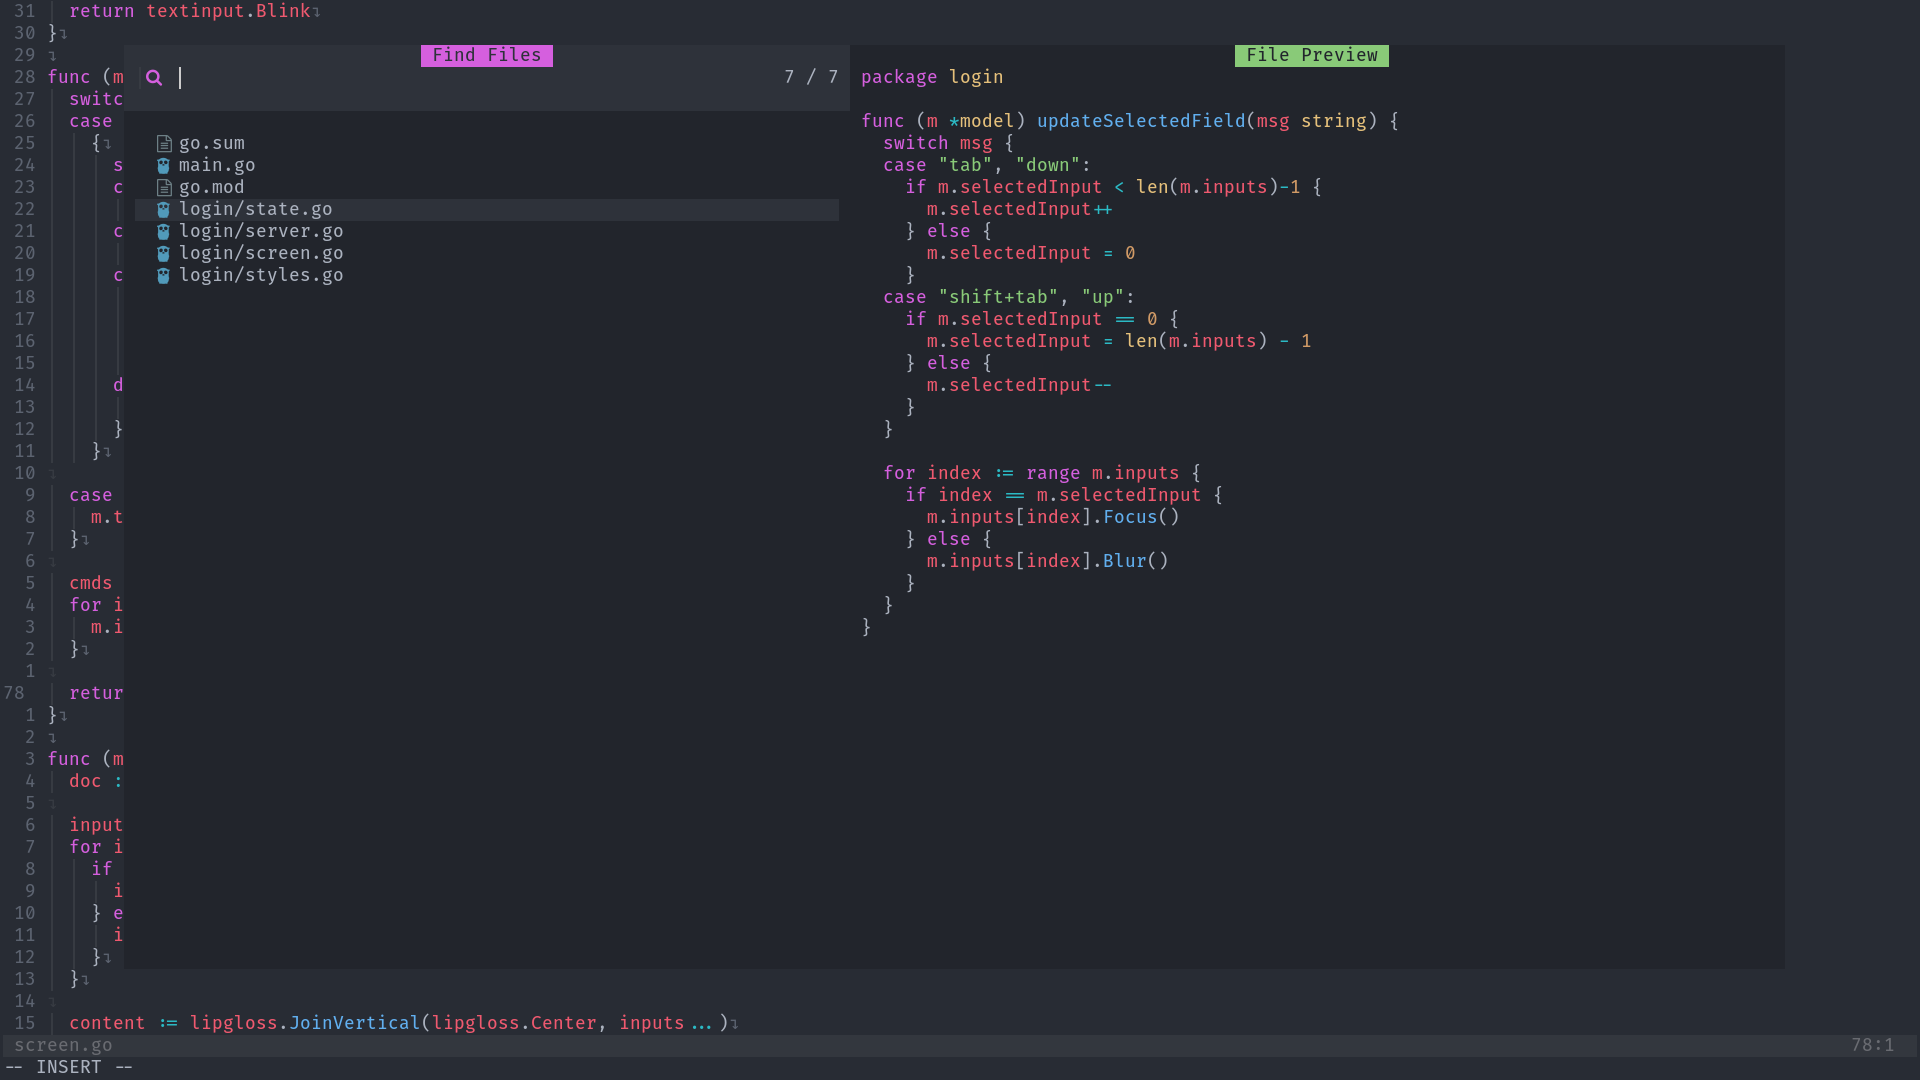 31 return textinput.Blink
30 }
29
28 func (m
27 switc
26 case
25 {
24 s
23 c
22
21 c
20
19 c
18
17
16
15
14 d
13
12 }
11 }
10
9 case
8 m.t
7 }
6
5 cmds
4 for i
3 m.i
2 }
1
78 retur
1 }
2
3 func (m
4 doc :
5
6 input
7 for i
8 if
9 i
10 } e
11 i
12 }
13 }
14
15 content := lipgloss.JoinVertical(lipgloss.Center, inputs...)
Find Files
7 / 7
go.sum
main.go
go.mod
login/state.go
login/server.go
login/screen.go
login/styles.go
File Preview
package login
func (m *model) updateSelectedField(msg string) {
switch msg {
case "tab", "down":
if m.selectedInput < len(m.inputs)-1 {
m.selectedInput++
} else {
m.selectedInput = 0
}
case "shift+tab", "up":
if m.selectedInput == 0 {
m.selectedInput = len(m.inputs) - 1
} else {
m.selectedInput--
}
}
for index := range m.inputs {
if index == m.selectedInput {
m.inputs[index].Focus()
} else {
m.inputs[index].Blur()
}
}
}
screen.go 78:1
-- INSERT --